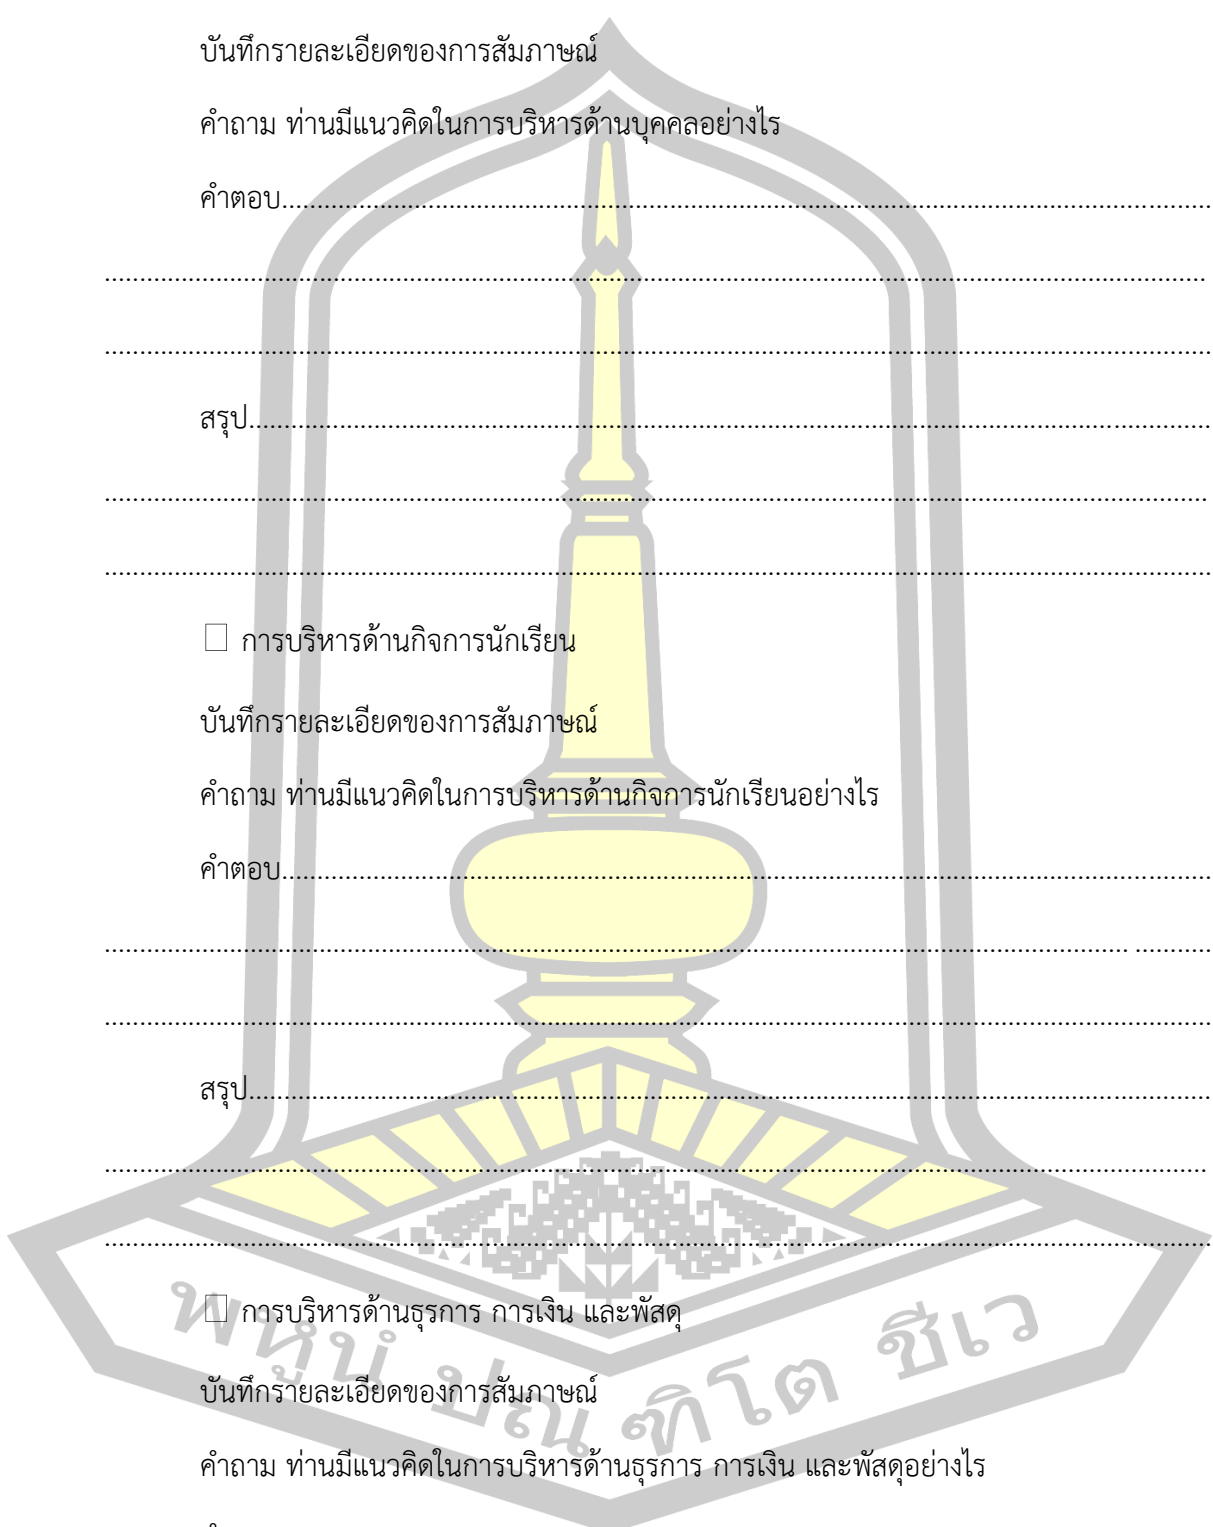 บันทึกรายละเอียดของการสัมภาษณ์
คำถาม ท่านมีแนวคิดในการบริหารด้านบุคคลอย่างไร
คำตอบ....................................................................................................................................
..............................................................................................................................................................
..............................................................................................................................................................
สรุป.........................................................................................................................................
..............................................................................................................................................................
..............................................................................................................................................................
☐ การบริหารด้านกิจการนักเรียน
บันทึกรายละเอียดของการสัมภาษณ์
คำถาม ท่านมีแนวคิดในการบริหารด้านกิจการนักเรียนอย่างไร
คำตอบ....................................................................................................................................
................................................................................................................................................... ...........
..............................................................................................................................................................
สรุป.........................................................................................................................................
..............................................................................................................................................................
..............................................................................................................................................................
☐ การบริหารด้านธุรการ การเงิน และพัสดุ
บันทึกรายละเอียดของการสัมภาษณ์
คำถาม ท่านมีแนวคิดในการบริหารด้านธุรการ การเงิน และพัสดุอย่างไร
พหูนํ ปณฺฑิโต ชีเว